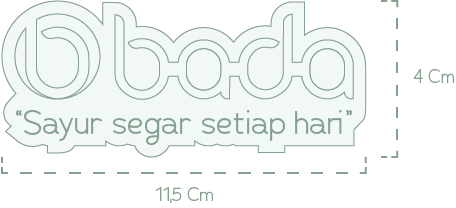 b bada
4 Cm
“Sayur segar setiap hari”
11,5 Cm